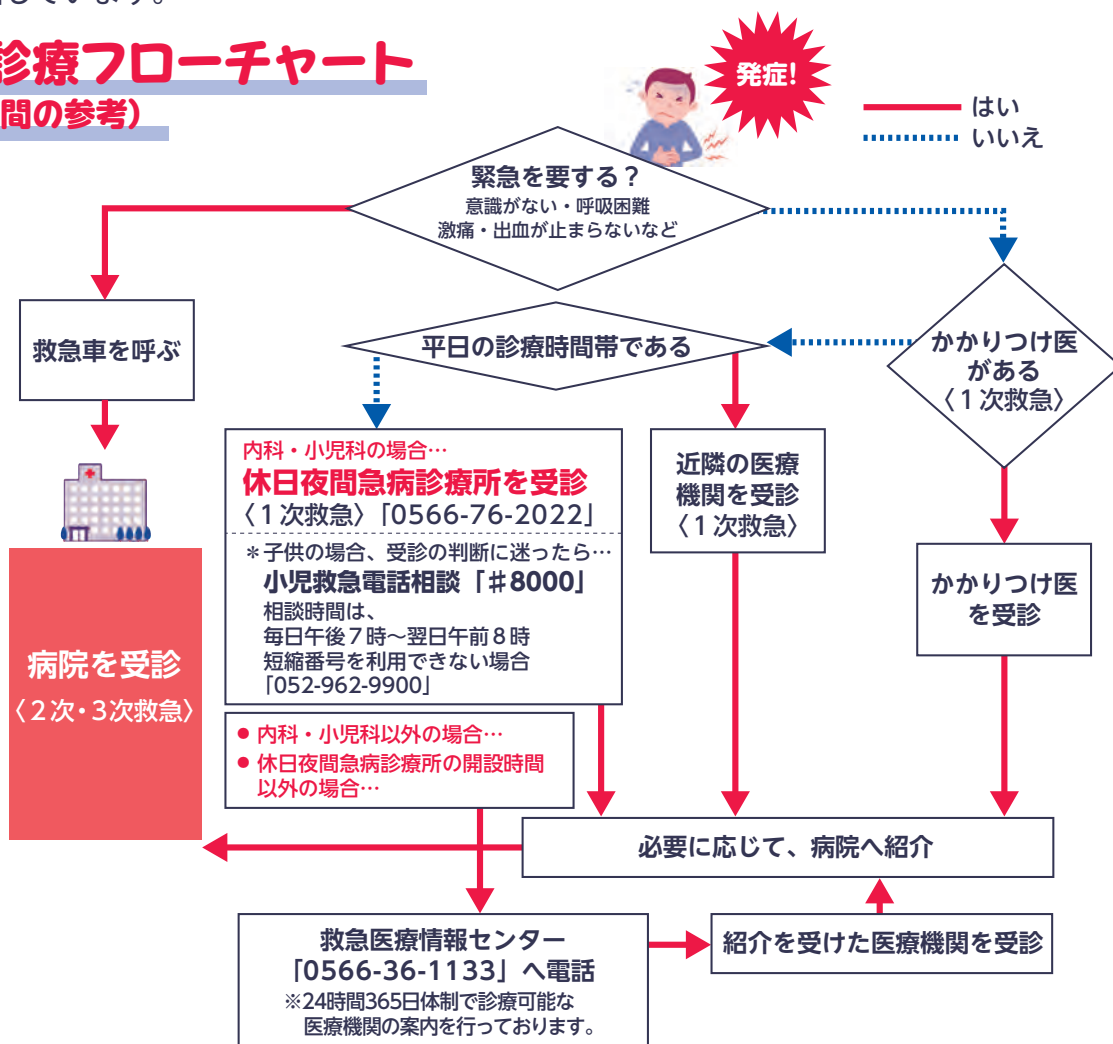 しています。
診療フローチャート
間の参考）
発症!
はい
いいえ
緊急を要する？
意識がない・呼吸困難
激痛・出血が止まらないなど
救急車を呼ぶ
平日の診療時間帯である
かかりつけ医
がある
〈１次救急〉
内科・小児科の場合…
休日夜間急病診療所を受診
〈１次救急〉「0566-76-2022」
＊子供の場合、受診の判断に迷ったら…
小児救急電話相談「＃8000」
相談時間は、
毎日午後７時～翌日午前８時
短縮番号を利用できない場合
「052-962-9900」
近隣の医療
機関を受診
〈１次救急〉
かかりつけ医
を受診
病院を受診
〈２次・３次救急〉
● 内科・小児科以外の場合…
● 休日夜間急病診療所の開設時間
以外の場合…
必要に応じて、病院へ紹介
救急医療情報センター
「0566-36-1133」へ電話
※24時間365日体制で診療可能な
医療機関の案内を行っております。
紹介を受けた医療機関を受診